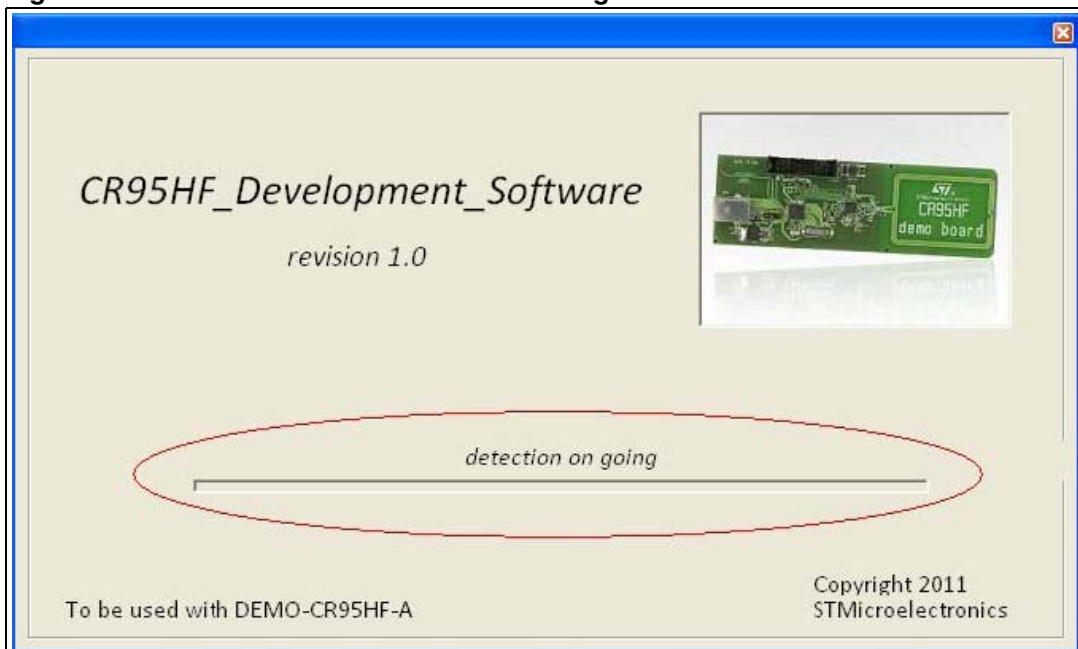 CR95HF_Development_Software
revision 1.0
CR95HF
demo board
detection on going
To be used with DEMO-CR95HF-A
Copyright 2011
STMicroelectronics